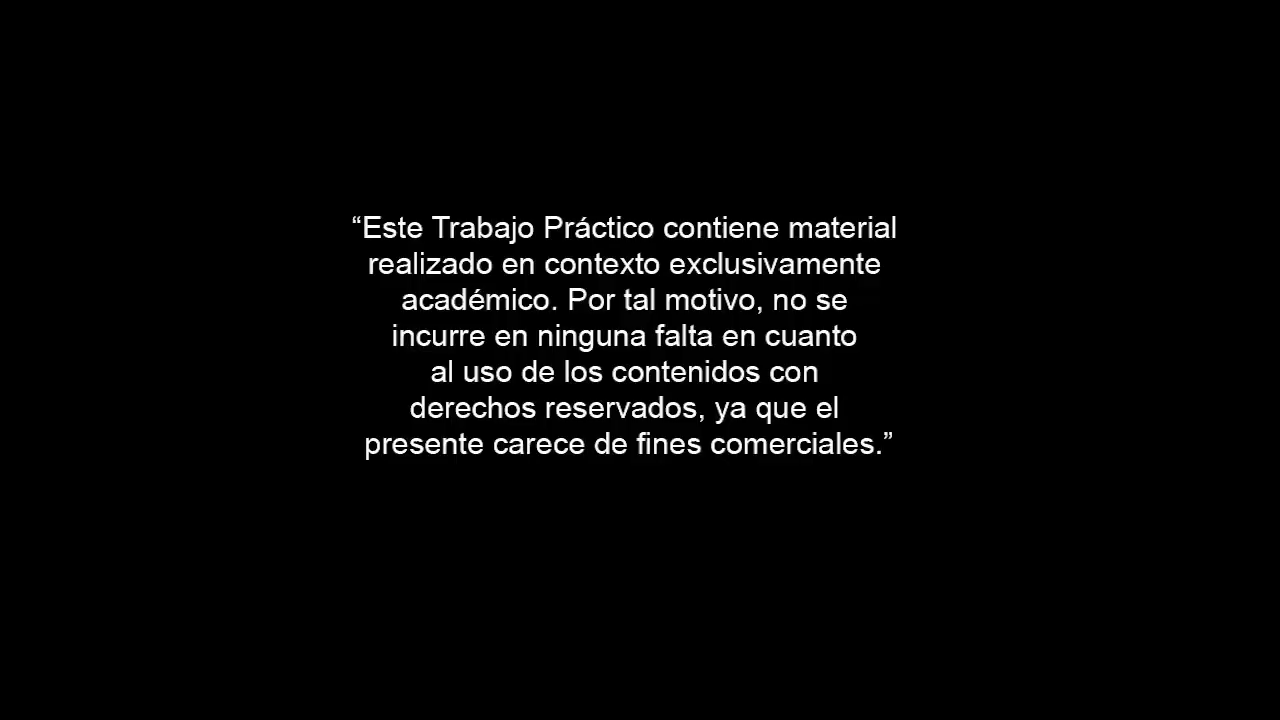 “Este Trabajo Práctico contiene material
realizado en contexto exclusivamente
académico. Por tal motivo, no se
incurre en ninguna falta en cuanto
al uso de los contenidos con
derechos reservados, ya que el
presente carece de fines comerciales.”